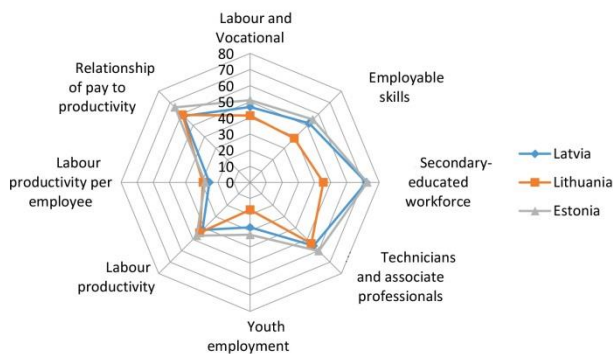 Labour and
Vocational
80
70
60
50
40
30
20
10
0
Employable
skills
Secondary-
educated
workforce
Technicians
and associate
professionals
Youth
employment
Labour
productivity
Labour
productivity per
employee
Relationship
of pay to
productivity
Latvia
Lithuania
Estonia